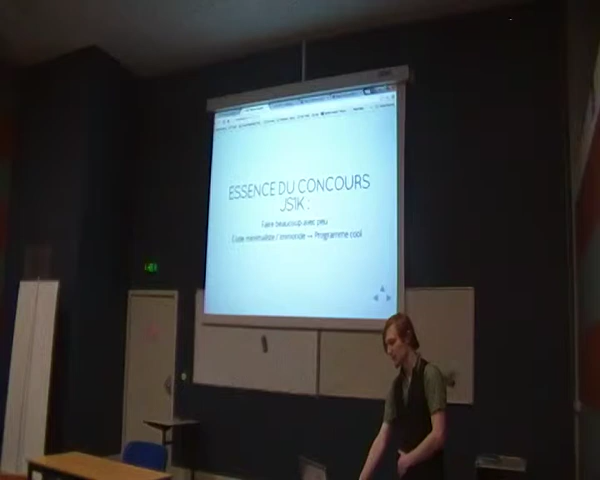 ESSENCE DU CONCOURS
JS1K :
Faire beaucoup avec peu
Code minimaliste / immonde → Programme cool